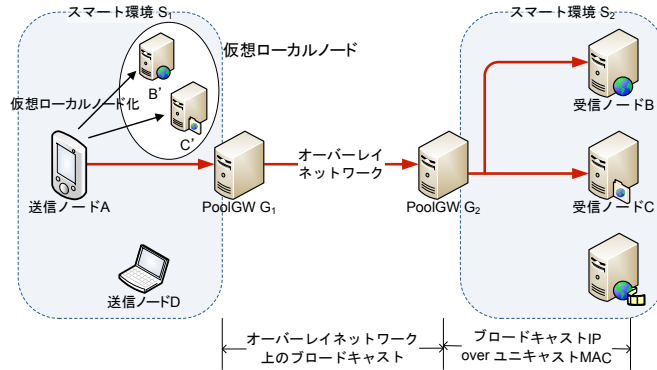 スマート環境 S1
スマート環境 S2
仮想ローカルノード
B'
仮想ローカルノード化
C'
受信ノードB
オーバーレイ
ネットワーク
送信ノードA
PoolGW G1
PoolGW G2
受信ノードC
送信ノードD
オーバーレイネットワーク
上のブロードキャスト
ブロードキャストIP
over ユニキャストMAC